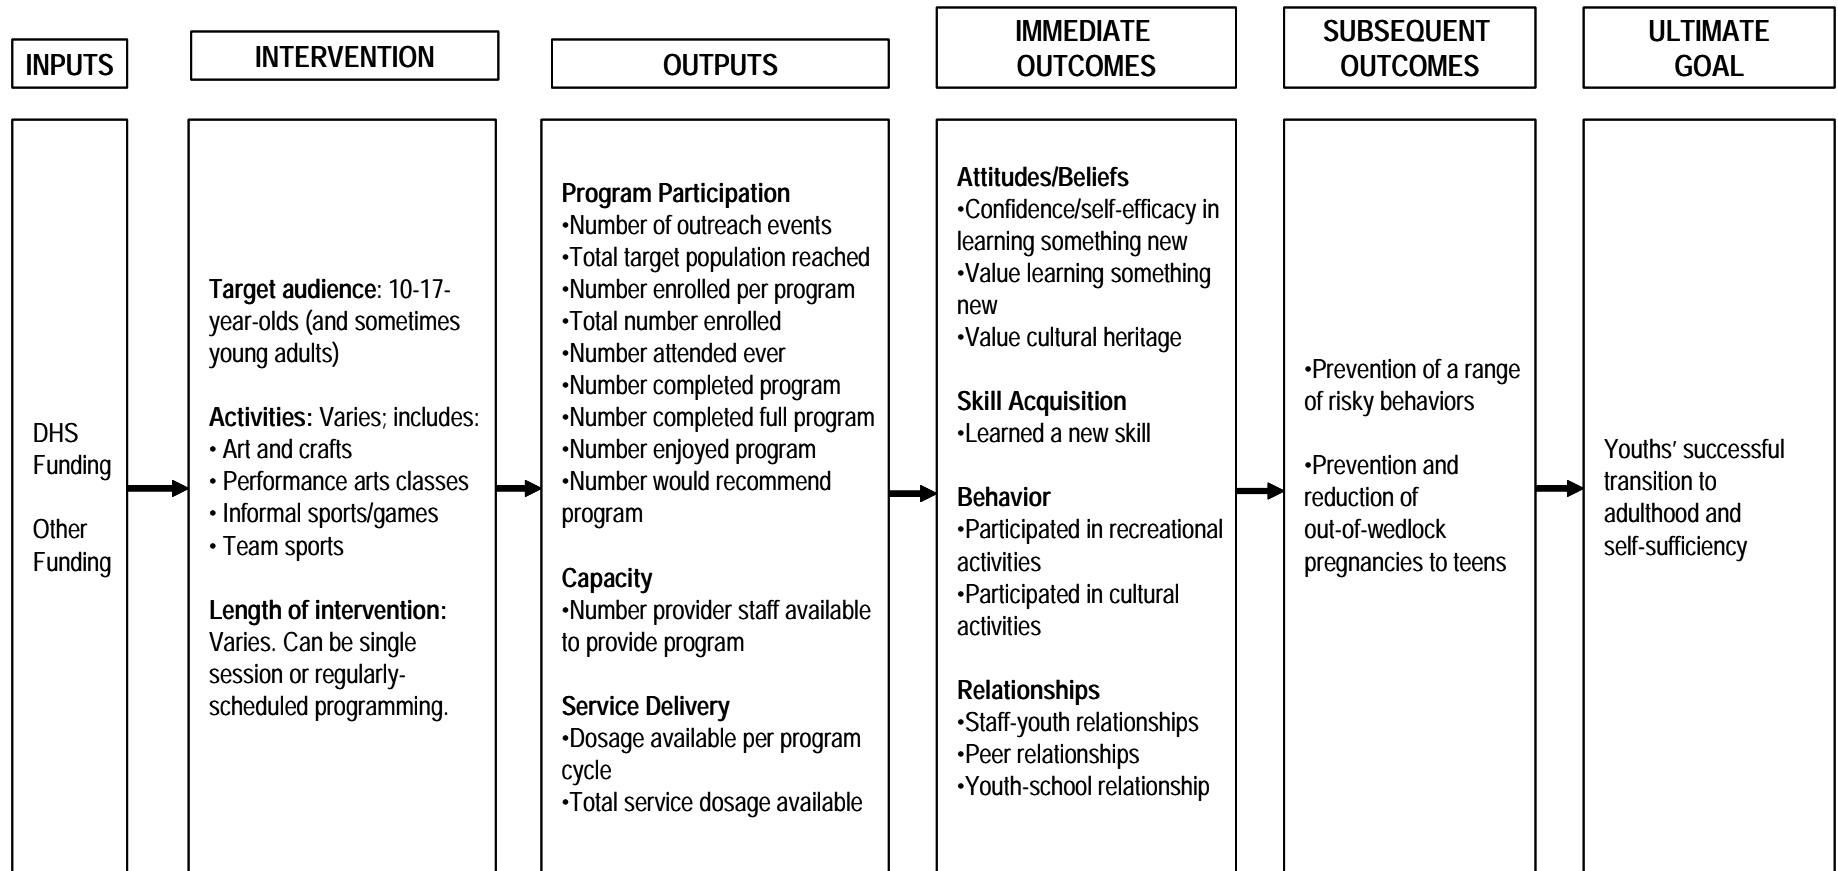 INPUTS
INTERVENTION
OUTPUTS
IMMEDIATE
OUTCOMES
SUBSEQUENT
OUTCOMES
ULTIMATE
GOAL
DHS
Funding
Other
Funding
Target audience: 10-17-
year-olds (and sometimes
young adults)
Activities: Varies; includes:
• Art and crafts
• Performance arts classes
• Informal sports/games
• Team sports
Length of intervention:
Varies. Can be single
session or regularly-
scheduled programming.
Program Participation
•Number of outreach events
•Total target population reached
•Number enrolled per program
•Total number enrolled
•Number attended ever
•Number completed program
•Number completed full program
•Number enjoyed program
•Number would recommend
program
Capacity
•Number provider staff available
to provide program
Service Delivery
•Dosage available per program
cycle
•Total service dosage available
Attitudes/Beliefs
•Confidence/self-efficacy in
learning something new
•Value learning something
new
•Value cultural heritage
Skill Acquisition
•Learned a new skill
Behavior
•Participated in recreational
activities
•Participated in cultural
activities
Relationships
•Staff-youth relationships
•Peer relationships
•Youth-school relationship
•Prevention of a range
of risky behaviors
•Prevention and
reduction of
out-of-wedlock
pregnancies to teens
Youths' successful
transition to
adulthood and
self-sufficiency